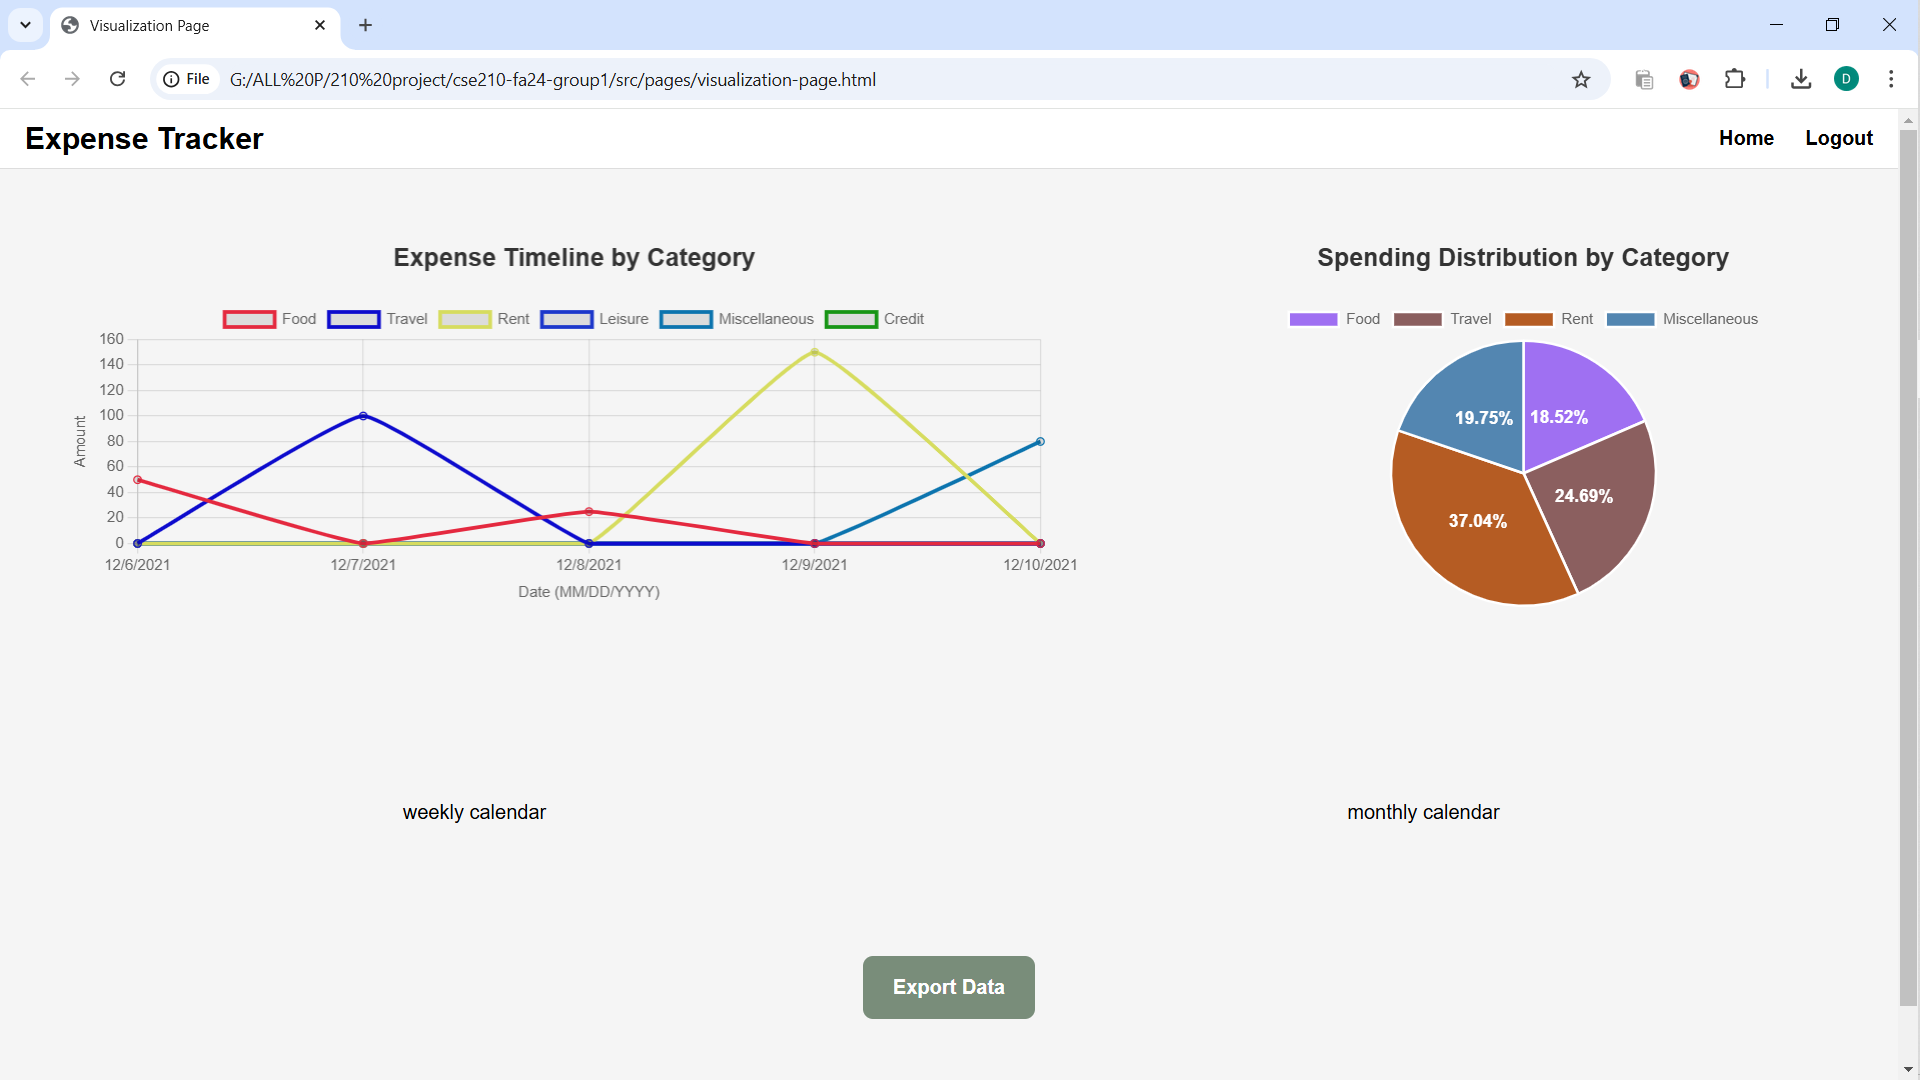 Visualization Page
File G:/ALL%20P/210%20project/cse210-fa24-group1/src/pages/visualization-page.html D
Expense Tracker Home Logout
Expense Timeline by Category
Food Travel Rent Leisure Miscellaneous Credit
160
140
120
100
80
60
40
20
0
Amount
12/6/2021 12/7/2021 12/8/2021 12/9/2021 12/10/2021
Date (MM/DD/YYYY)
Spending Distribution by Category
Food Travel Rent Miscellaneous
19.75% 18.52%
24.69%
37.04%
weekly calendar monthly calendar
Export Data